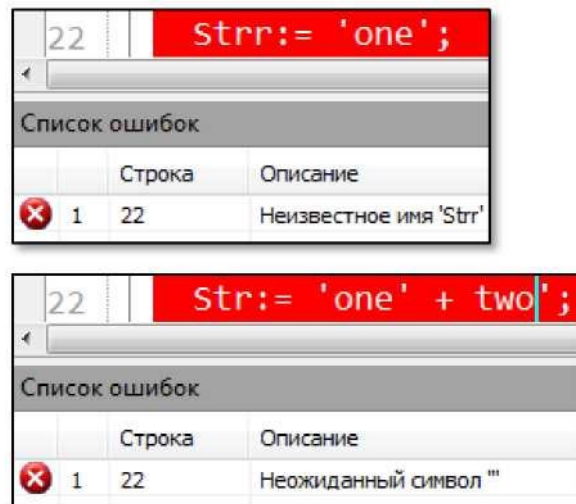 22 Strr:= 'one';
Список ошибок
Строка Описание
1 22 Неизвестное имя 'Strr'
22 Str:= 'one' + two';
Список ошибок
Строка Описание
1 22 Неожиданный символ '''